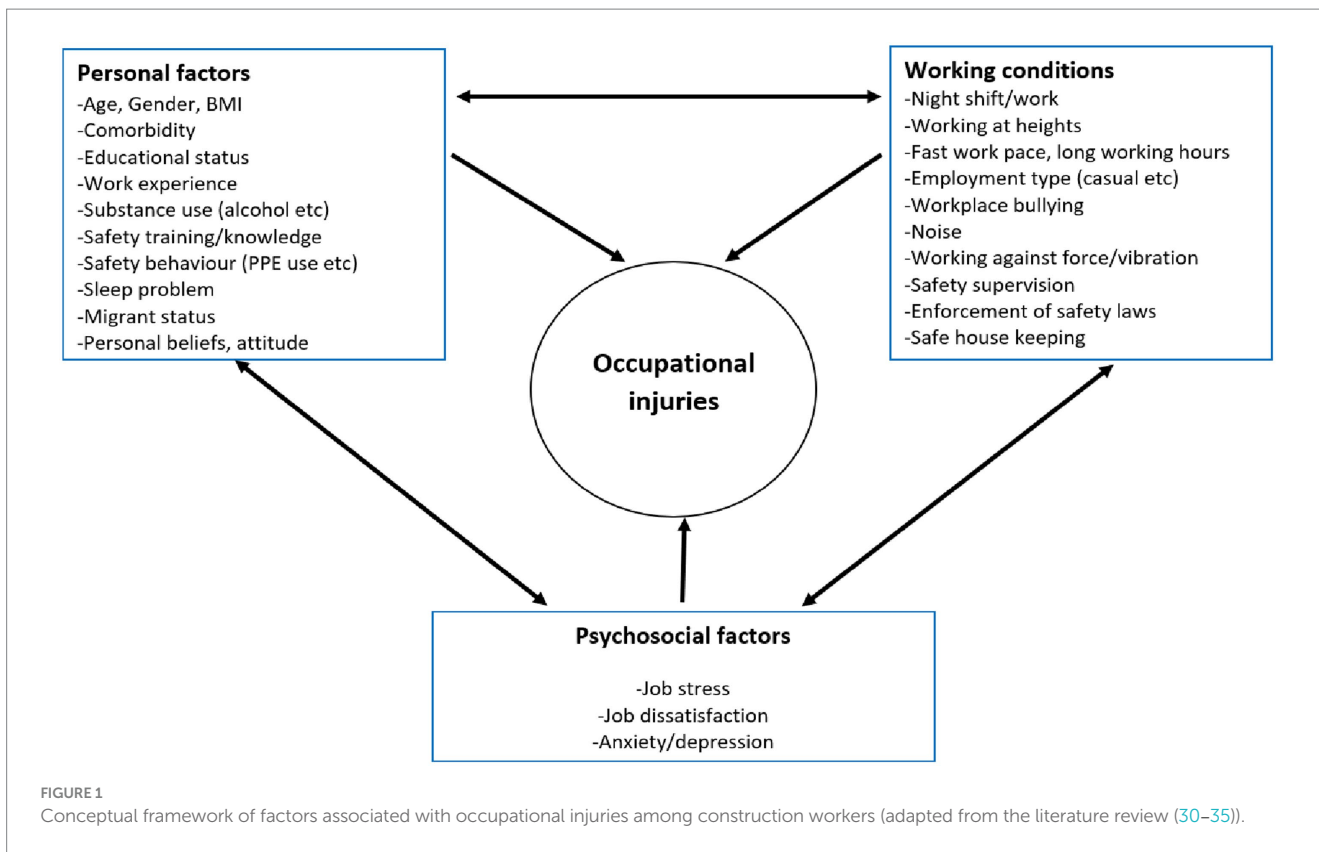 Personal factors
-Age, Gender, BMI
-Comorbidity
-Educational status
-Work experience
-Substance use (alcohol etc)
-Safety training/knowledge
-Safety behaviour (PPE use etc)
-Sleep problem
-Migrant status
-Personal beliefs, attitude
Working conditions
-Night shift/work
-Working at heights
-Fast work pace, long working hours
-Employment type (casual etc)
-Workplace bullying
-Noise
-Working against force/vibration
-Safety supervision
-Enforcement of safety laws
-Safe house keeping
Occupational
injuries
Psychosocial factors
-Job stress
-Job dissatisfaction
-Anxiety/depression
FIGURE 1
Conceptual framework of factors associated with occupational injuries among construction workers (adapted from the literature review (30–35)).